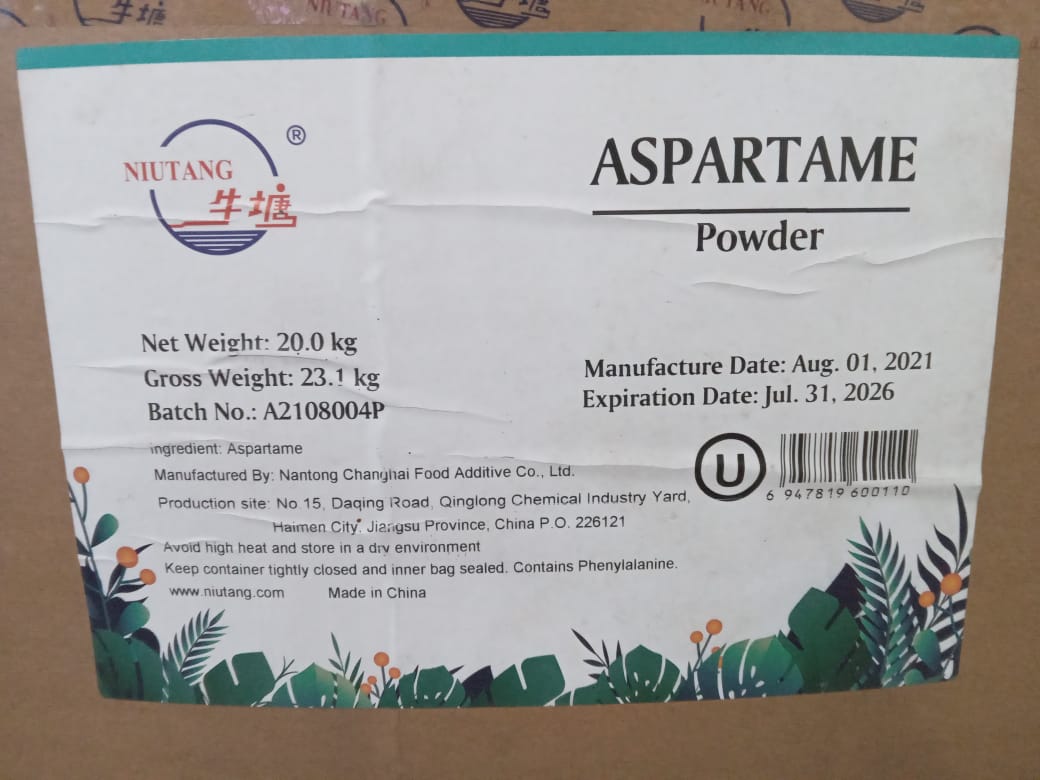 NIUTANG
牛塘
®
ASPARTAME
Powder
Net Weight: 20.0 kg
Gross Weight: 23.1 kg
Batch No.: A2108004P
Manufacture Date: Aug. 01, 2021
Expiration Date: Jul. 31, 2026
ingredient: Aspartame
Manufactured By: Nantong Changhai Food Additive Co., Ltd.
Production site: No.15, Daqing Road, Qinglong Chemical Industry Yard,
Haimen City, Jiangsu Province, China P.O. 226121
Avoid high heat and store in a dry environment
Keep container tightly closed and inner bag sealed. Contains Phenylalanine.
www.niutang.com Made in China
U
6 947819 600110